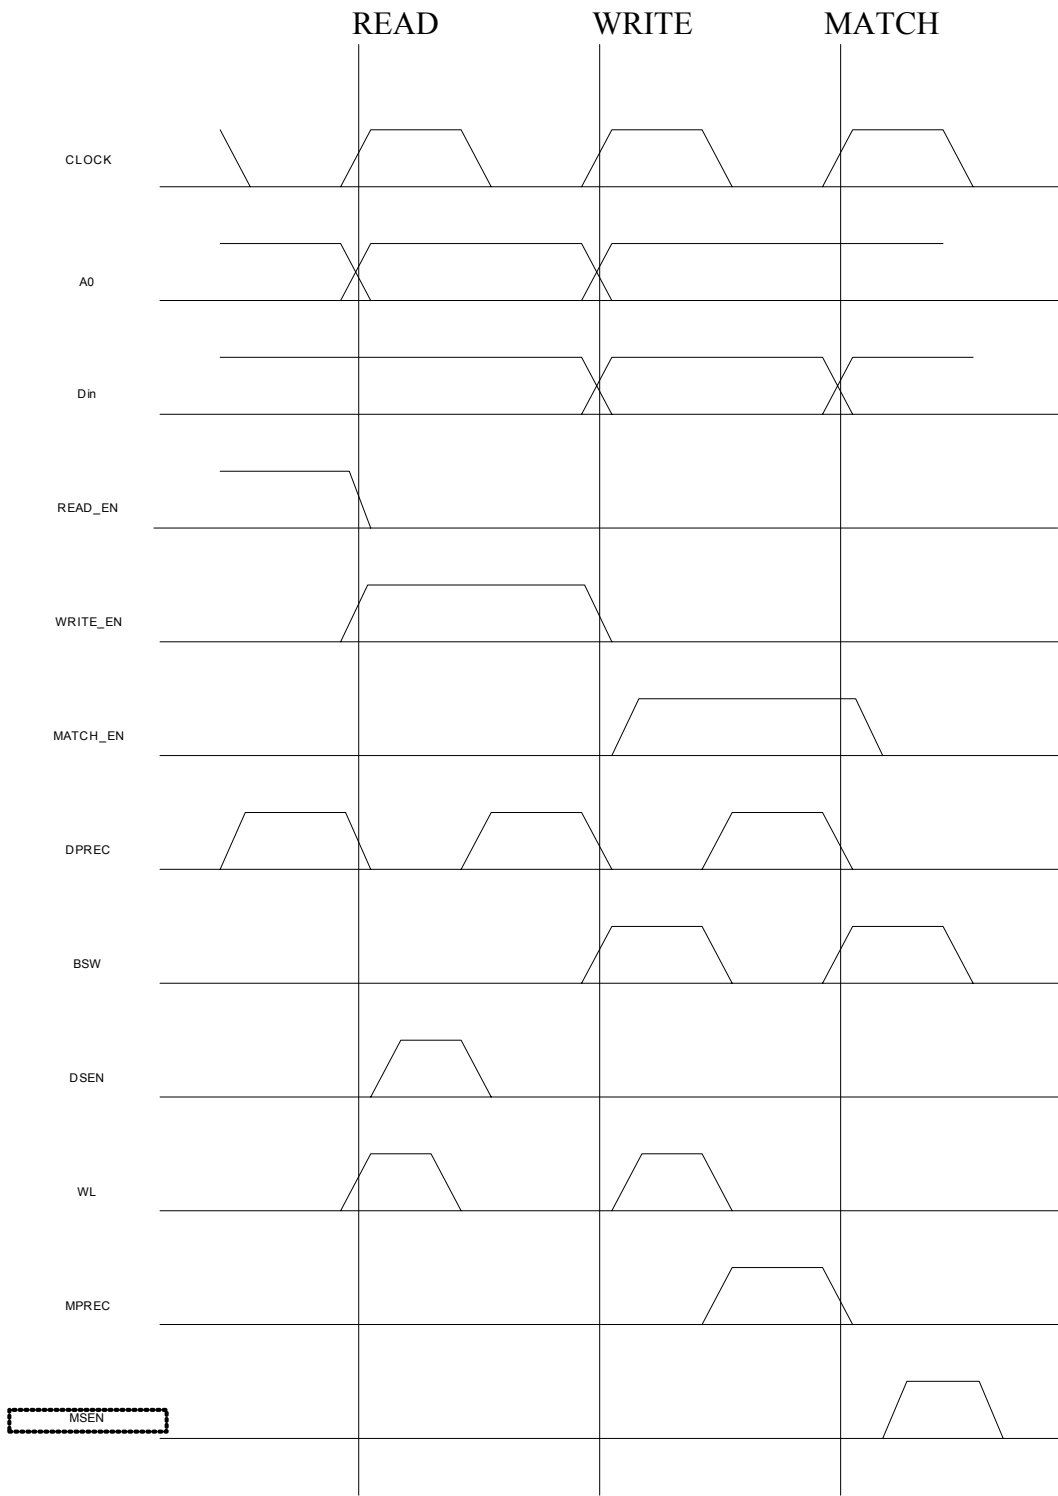 READ WRITE MATCH
CLOCK
A0
Din
READ_EN
WRITE_EN
MATCH_EN
DPREC
BSW
DSEN
WL
MPREC
MSEN